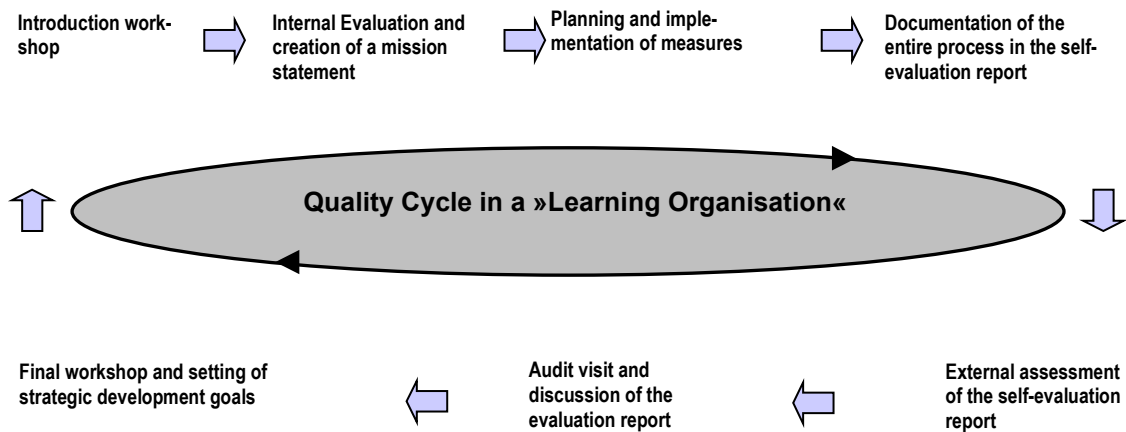 Introduction work-
shop
Internal Evaluation and
creation of a mission
statement
Planning and imple-
mentation of measures
Documentation of the
entire process in the self-
evaluation report
Quality Cycle in a »Learning Organisation«
Final workshop and setting of
strategic development goals
Audit visit and
discussion of the
evaluation report
External assessment
of the self-evaluation
report